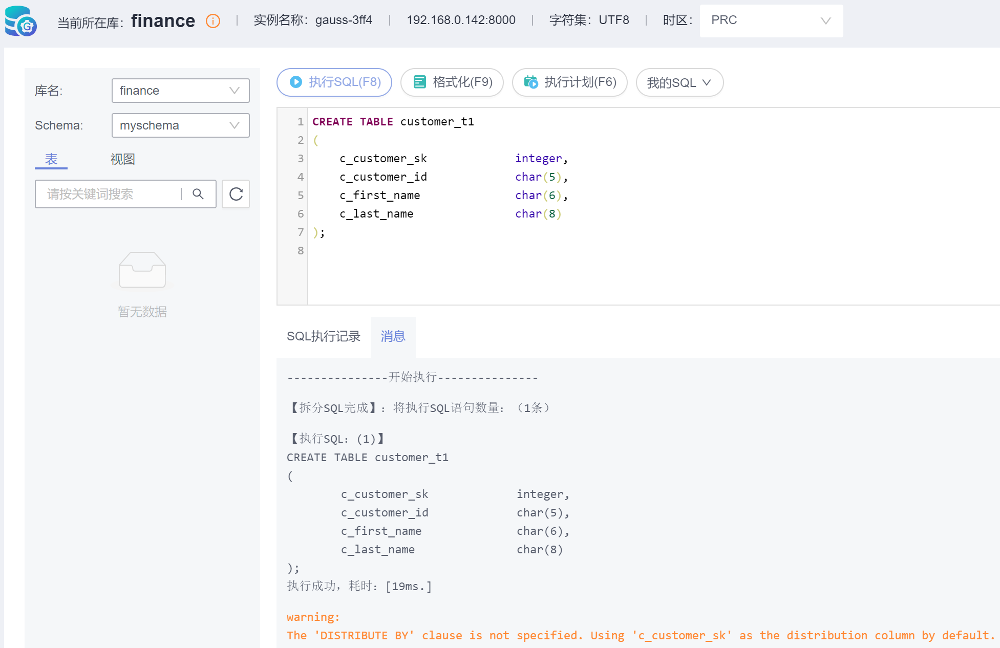 当前所在库: finance | 实例名称: gauss-3ff4 | 192.168.0.142:8000 | 字符集: UTF8 | 时区: PRC
库名: finance
Schema: myschema
表 视图
请按关键词搜索
暂无数据
执行SQL(F8) 格式化(F9) 执行计划(F6) 我的SQL
1 CREATE TABLE customer_t1
2 (
3     c_customer_sk             integer,
4     c_customer_id             char(5),
5     c_first_name              char(6),
6     c_last_name               char(8)
7 );
8
SQL执行记录 消息
---------------开始执行---------------
【拆分SQL完成】：将执行SQL语句数量：（1条）
【执行SQL：(1)】
CREATE TABLE customer_t1
(
        c_customer_sk             integer,
        c_customer_id             char(5),
        c_first_name              char(6),
        c_last_name               char(8)
);
执行成功，耗时：[19ms.]
warning:
The 'DISTRIBUTE BY' clause is not specified. Using 'c_customer_sk' as the distribution column by default.